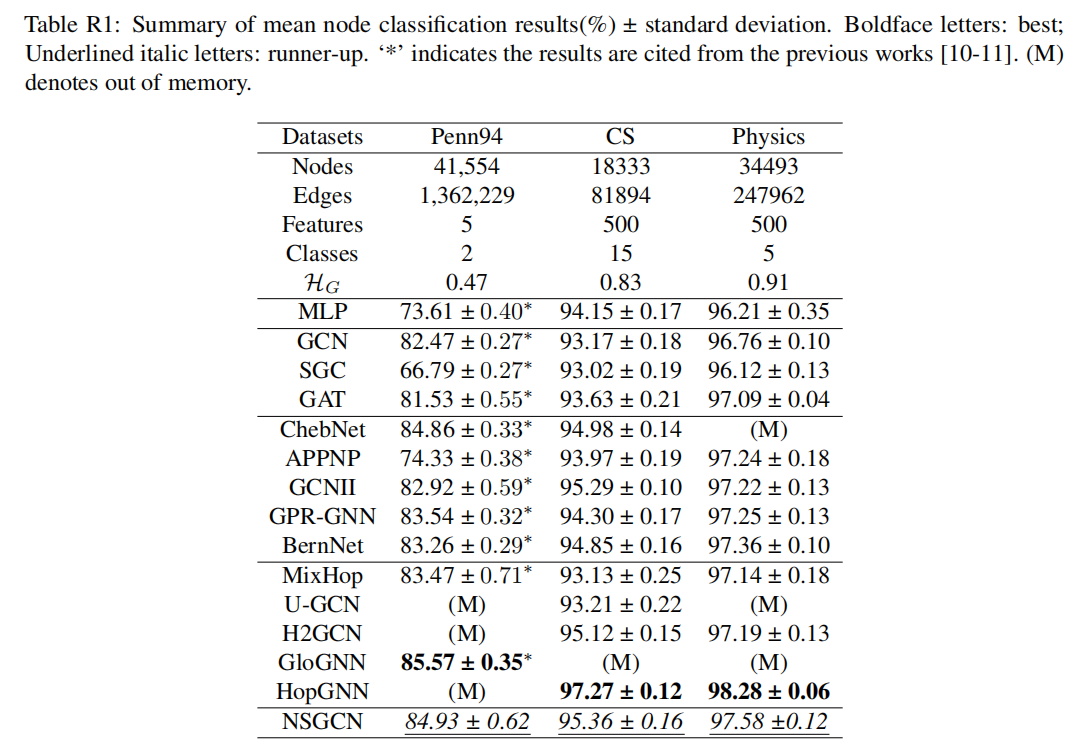 Table R1: Summary of mean node classification results(%) ± standard deviation. Boldface letters: best;
Underlined italic letters: runner-up. ‘*’ indicates the results are cited from the previous works [10-11]. (M)
denotes out of memory.
Datasets Penn94 CS Physics
Nodes 41,554 18333 34493
Edges 1,362,229 81894 247962
Features 5 500 500
Classes 2 15 5
ℋG 0.47 0.83 0.91
MLP 73.61 ± 0.40* 94.15 ± 0.17 96.21 ± 0.35
GCN 82.47 ± 0.27* 93.17 ± 0.18 96.76 ± 0.10
SGC 66.79 ± 0.27* 93.02 ± 0.19 96.12 ± 0.13
GAT 81.53 ± 0.55* 93.63 ± 0.21 97.09 ± 0.04
ChebNet 84.86 ± 0.33* 94.98 ± 0.14 (M)
APPNP 74.33 ± 0.38* 93.97 ± 0.19 97.24 ± 0.18
GCNII 82.92 ± 0.59* 95.29 ± 0.10 97.22 ± 0.13
GPR-GNN 83.54 ± 0.32* 94.30 ± 0.17 97.25 ± 0.13
BernNet 83.26 ± 0.29* 94.85 ± 0.16 97.36 ± 0.10
MixHop 83.47 ± 0.71* 93.13 ± 0.25 97.14 ± 0.18
U-GCN (M) 93.21 ± 0.22 (M)
H2GCN (M) 95.12 ± 0.15 97.19 ± 0.13
GloGNN 85.57 ± 0.35* (M) (M)
HopGNN (M) 97.27 ± 0.12 98.28 ± 0.06
NSGCN 84.93 ± 0.62 95.36 ± 0.16 97.58 ±0.12